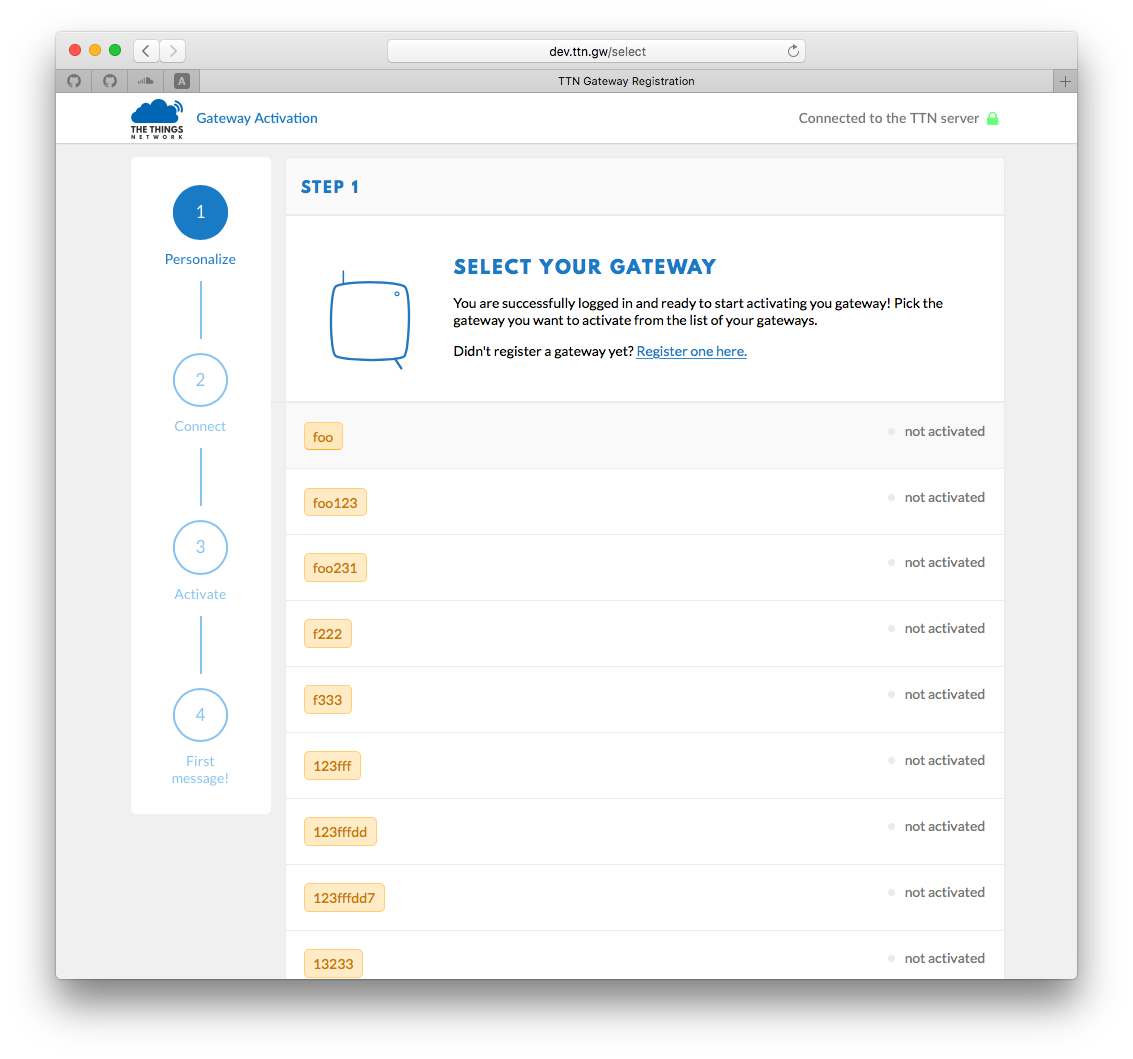 dev.ttn.gw/select
A
TTN Gateway Registration
THE THINGS
NETWORK
Gateway Activation
Connected to the TTN server
1
Personalize
2
Connect
3
Activate
4
First
message!
STEP 1
SELECT YOUR GATEWAY
You are successfully logged in and ready to start activating you gateway! Pick the
gateway you want to activate from the list of your gateways.
Didn't register a gateway yet? Register one here.
foo
not activated
foo123
not activated
foo231
not activated
f222
not activated
f333
not activated
123fff
not activated
123fffdd
not activated
123fffdd7
not activated
13233
not activated